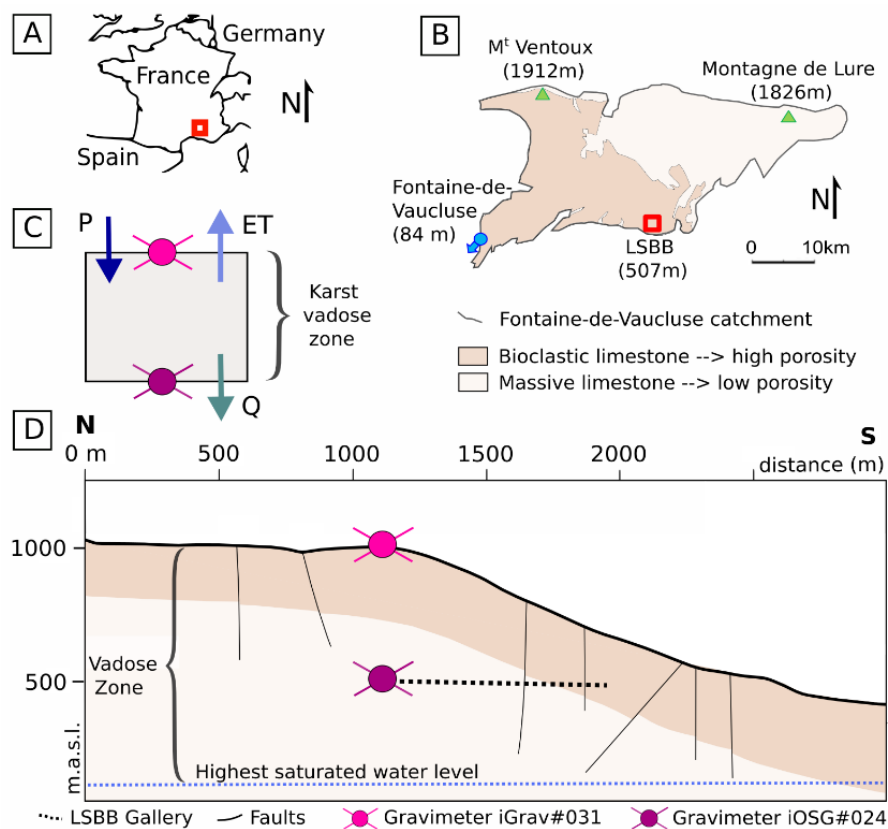 A
Germany
France
N
Spain
B
Mt Ventoux
(1912m)
Montagne de Lure
(1826m)
Fontaine-de-
Vaucluse
(84 m)
N
LSBB
(507m)
0 10km
Fontaine-de-Vaucluse catchment
Bioclastic limestone --> high porosity
Massive limestone --> low porosity
C
P
ET
Karst
vadose
zone
Q
D
N
S
0 m 500 1000 1500 2000 distance (m)
1000
Vadose
Zone
500
m.a.s.l.
Highest saturated water level
0
LSBB Gallery Faults Gravimeter iGrav#031 Gravimeter iOSG#024